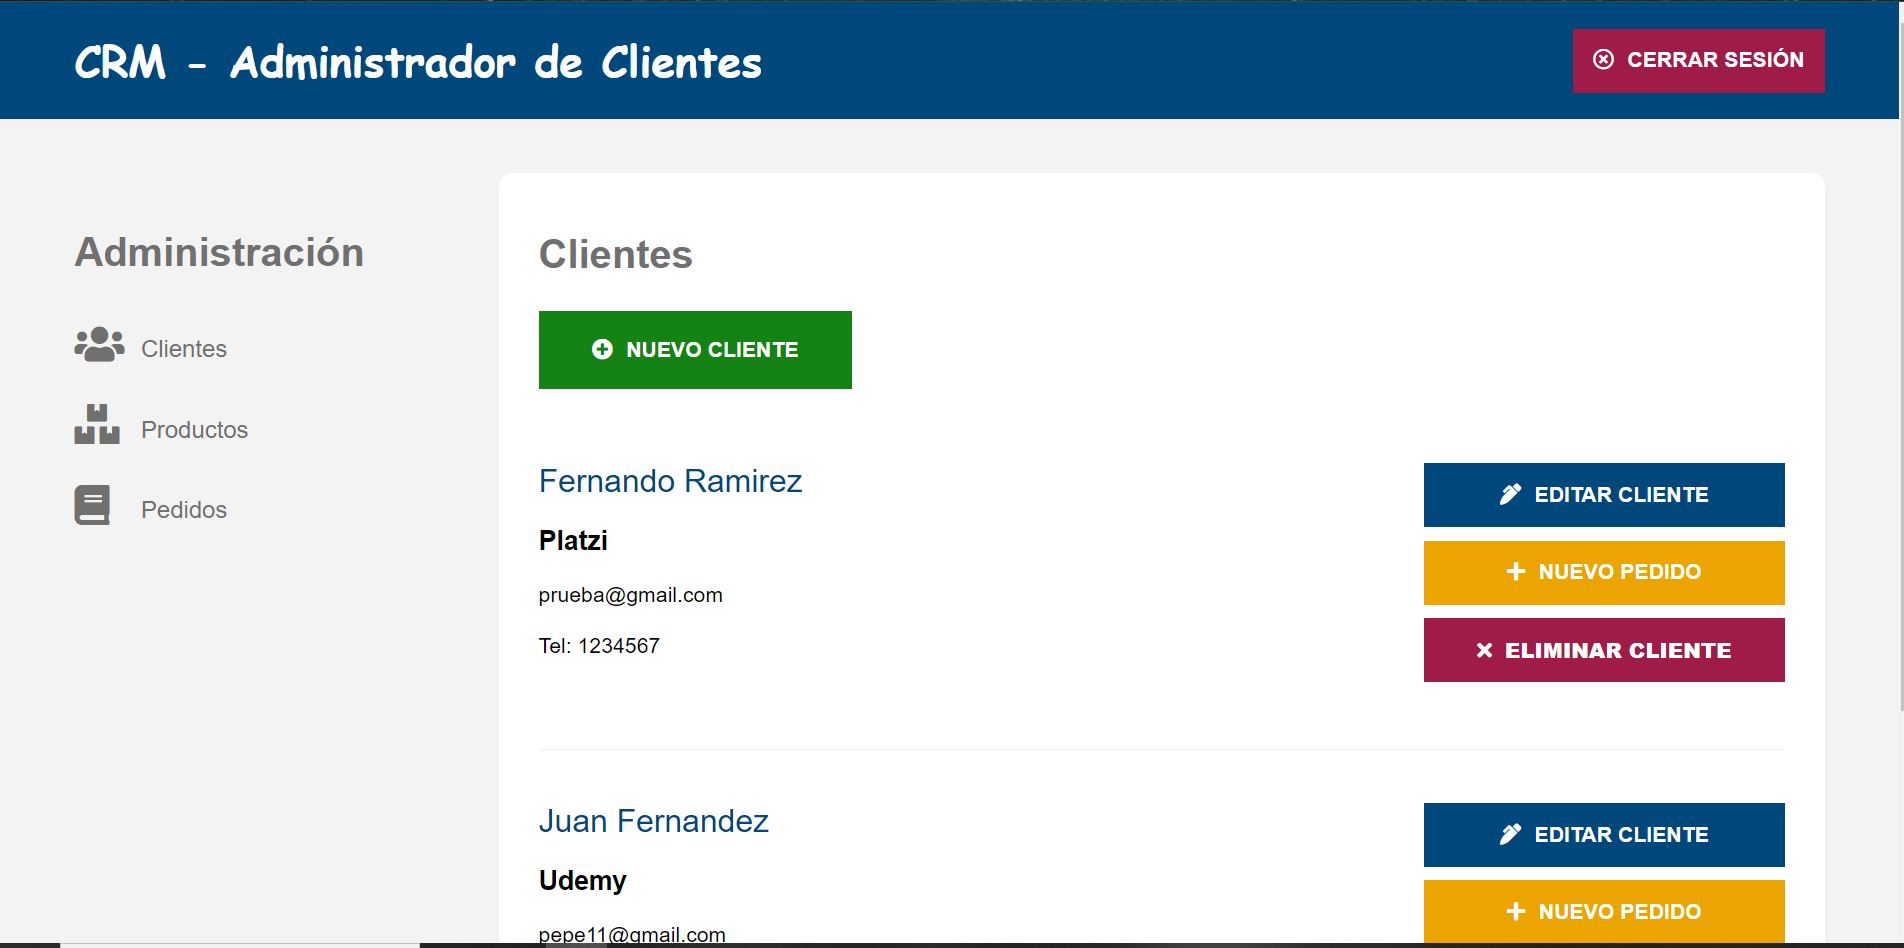 CRM - Administrador de Clientes
CERRAR SESIÓN
Administración
Clientes
Productos
Pedidos
Clientes
NUEVO CLIENTE
Fernando Ramirez
Platzi
prueba@gmail.com
Tel: 1234567
EDITAR CLIENTE
NUEVO PEDIDO
ELIMINAR CLIENTE
Juan Fernandez
Udemy
pepe11@gmail.com
EDITAR CLIENTE
NUEVO PEDIDO